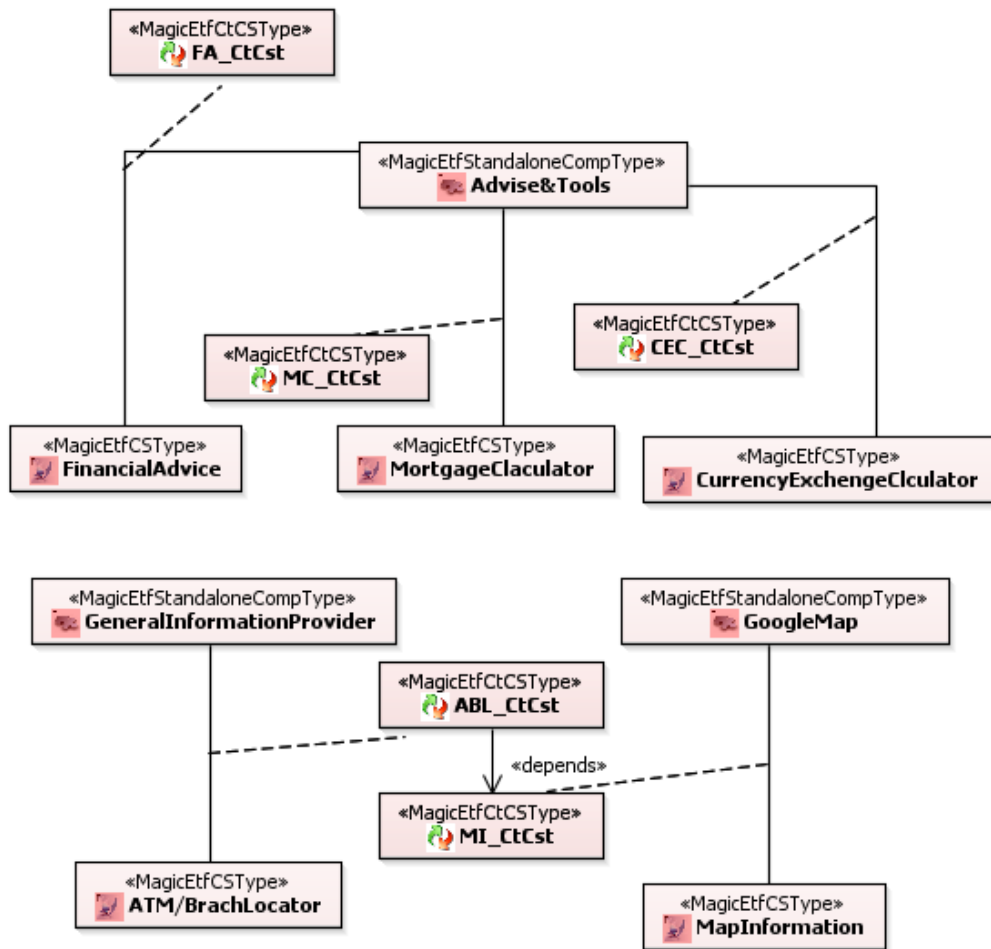 «MagicEtfCtCSType»
FA_CtCst
«MagicEtfStandaloneCompType»
Advise&Tools
«MagicEtfCtCSType»
CEC_CtCst
«MagicEtfCtCSType»
MC_CtCst
«MagicEtfCSType»
FinancialAdvice
«MagicEtfCSType»
MortgageClaculator
«MagicEtfCSType»
CurrencyExchengeClculator
«MagicEtfStandaloneCompType»
GeneralInformationProvider
«MagicEtfStandaloneCompType»
GoogleMap
«MagicEtfCtCSType»
ABL_CtCst
«depends»
«MagicEtfCtCSType»
MI_CtCst
«MagicEtfCSType»
ATM/BrachLocator
«MagicEtfCSType»
MapInformation